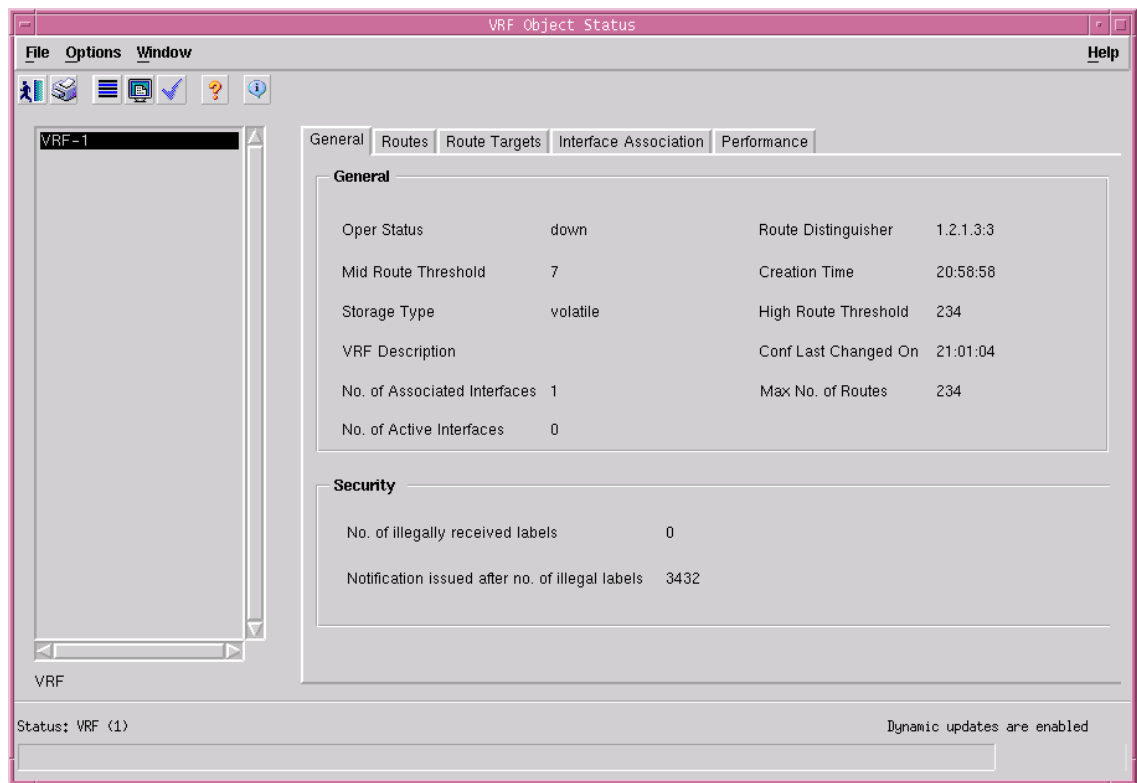 VRF Object Status
File Options Window Help
VRF-1
General Routes Route Targets Interface Association Performance
General
Oper Status down Route Distinguisher 1.2.1.3:3
Mid Route Threshold 7 Creation Time 20:58:58
Storage Type volatile High Route Threshold 234
VRF Description Conf Last Changed On 21:01:04
No. of Associated Interfaces 1 Max No. of Routes 234
No. of Active Interfaces 0
Security
No. of illegally received labels 0
Notification issued after no. of illegal labels 3432
VRF
Status: VRF (1) Dynamic updates are enabled